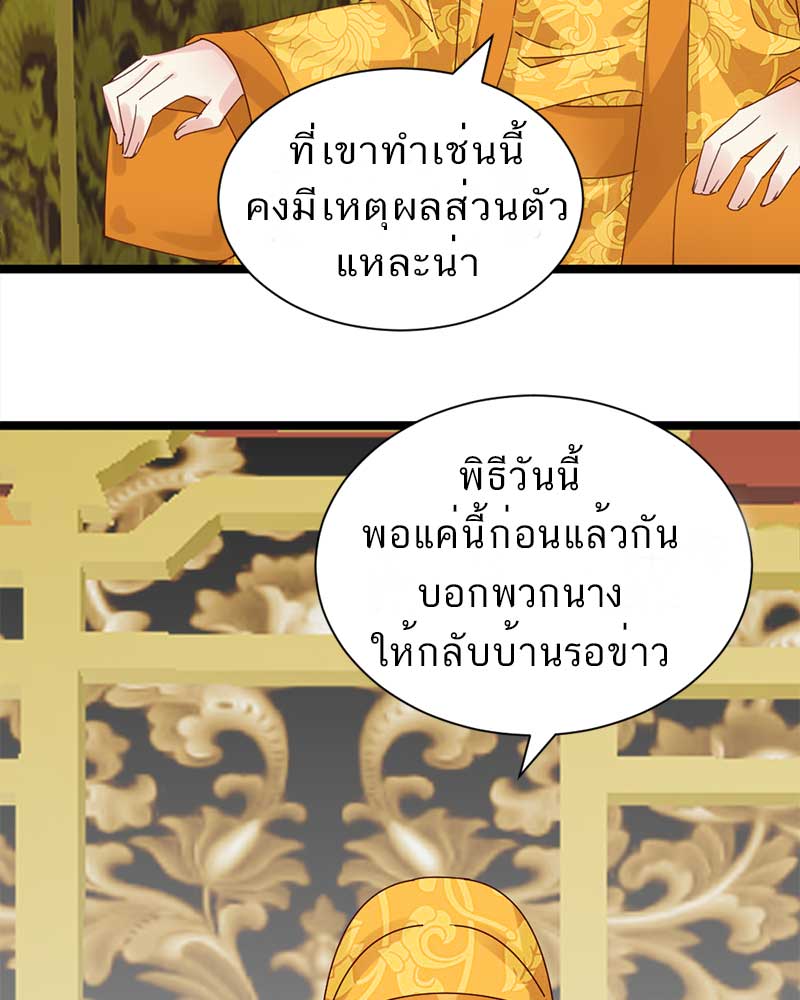 ที่เขาทำเช่นนี้
คงมีเหตุผลส่วนตัว
แหละน่า
พิธีวันนี้
พอแค่นี้ก่อนแล้วกัน
บอกพวกนาง
ให้กลับบ้านรอข่าว